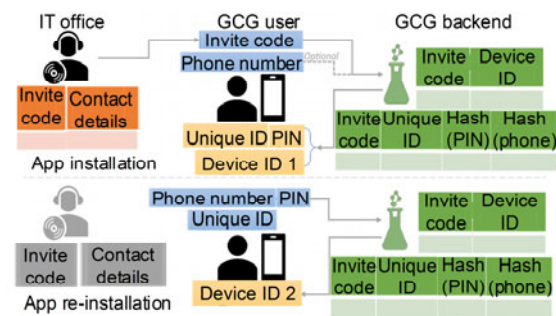 IT office
GCG user
GCG backend
Invite code
Phone number
Optional
Invite code
Device ID
Invite code
Contact details
Unique ID PIN
Device ID 1
Invite code
Unique ID
Hash (PIN)
Hash (phone)
App installation
Phone number PIN
Unique ID
Invite code
Device ID
Invite code
Contact details
Device ID 2
Invite code
Unique ID
Hash (PIN)
Hash (phone)
App re-installation